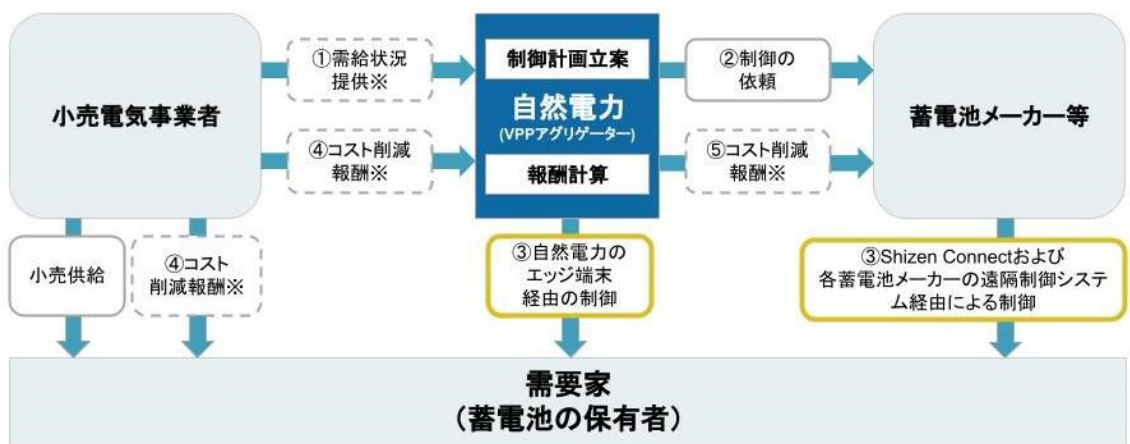 小売電気事業者
①需給状況
提供※
④コスト削減
報酬※
制御計画立案
自然電力
(VPPアグリゲーター)
報酬計算
②制御の
依頼
⑤コスト削減
報酬※
蓄電池メーカー等
小売供給
④コスト
削減報酬※
③自然電力の
エッジ端末
経由の制御
③Shizen Connectおよび
各蓄電池メーカーの遠隔制御システ
ム経由による制御
需要家
（蓄電池の保有者）